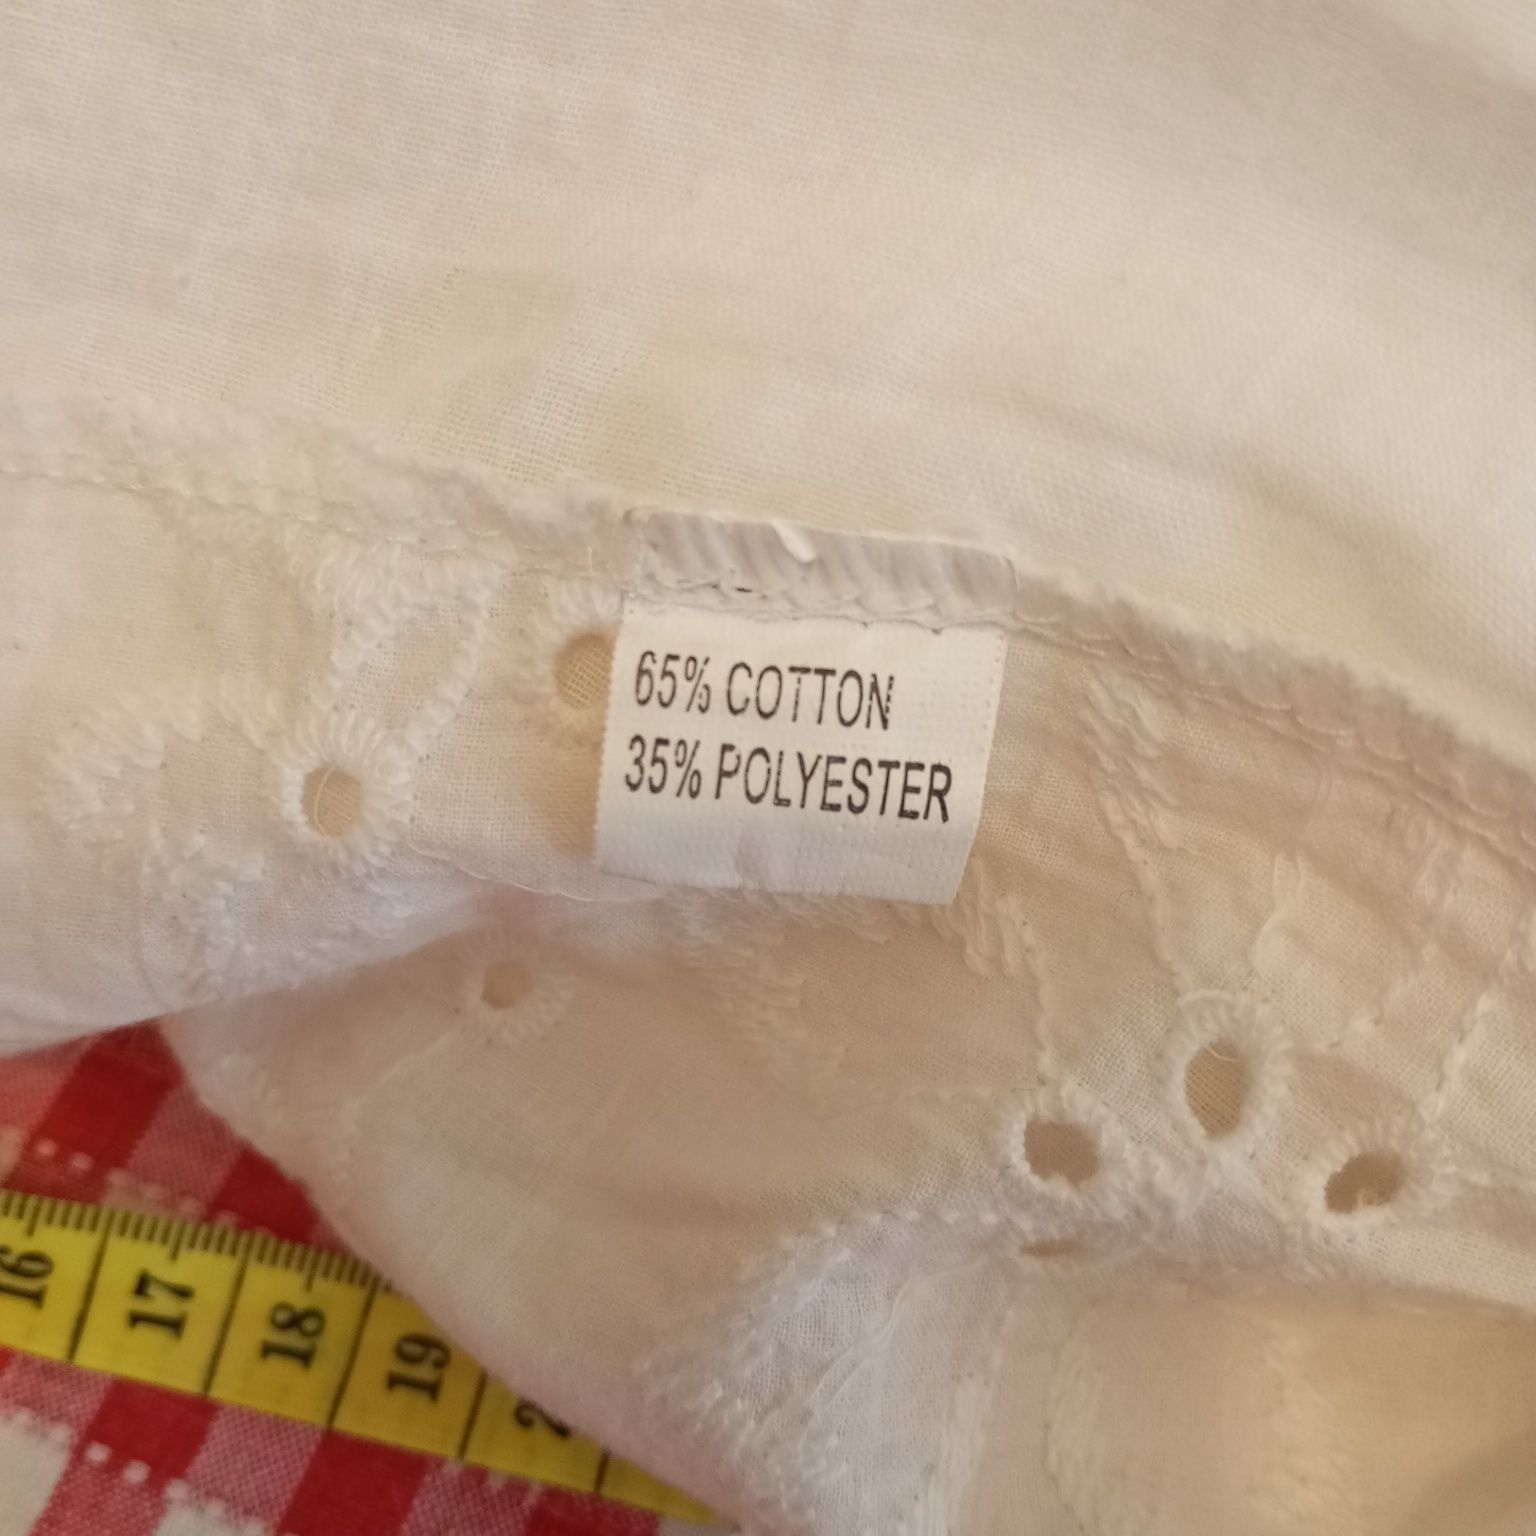 65% COTTON
35% POLYESTER
16 17 18 19